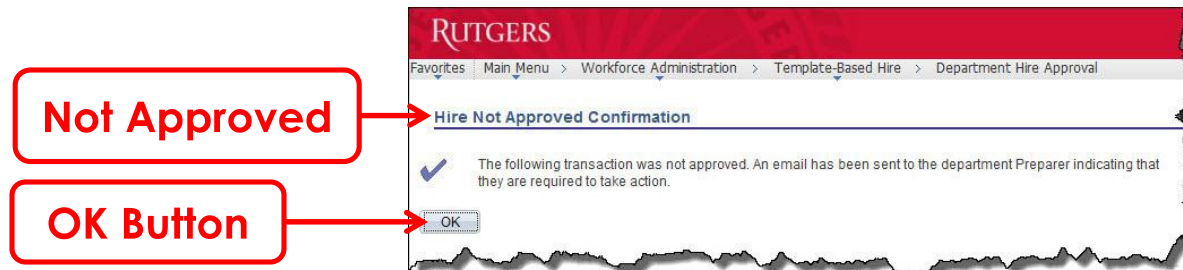 RUTGERS
Favorites Main Menu > Workforce Administration > Template-Based Hire > Department Hire Approval
Not Approved
Hire Not Approved Confirmation
The following transaction was not approved. An email has been sent to the department Preparer indicating that
they are required to take action.
OK Button
OK